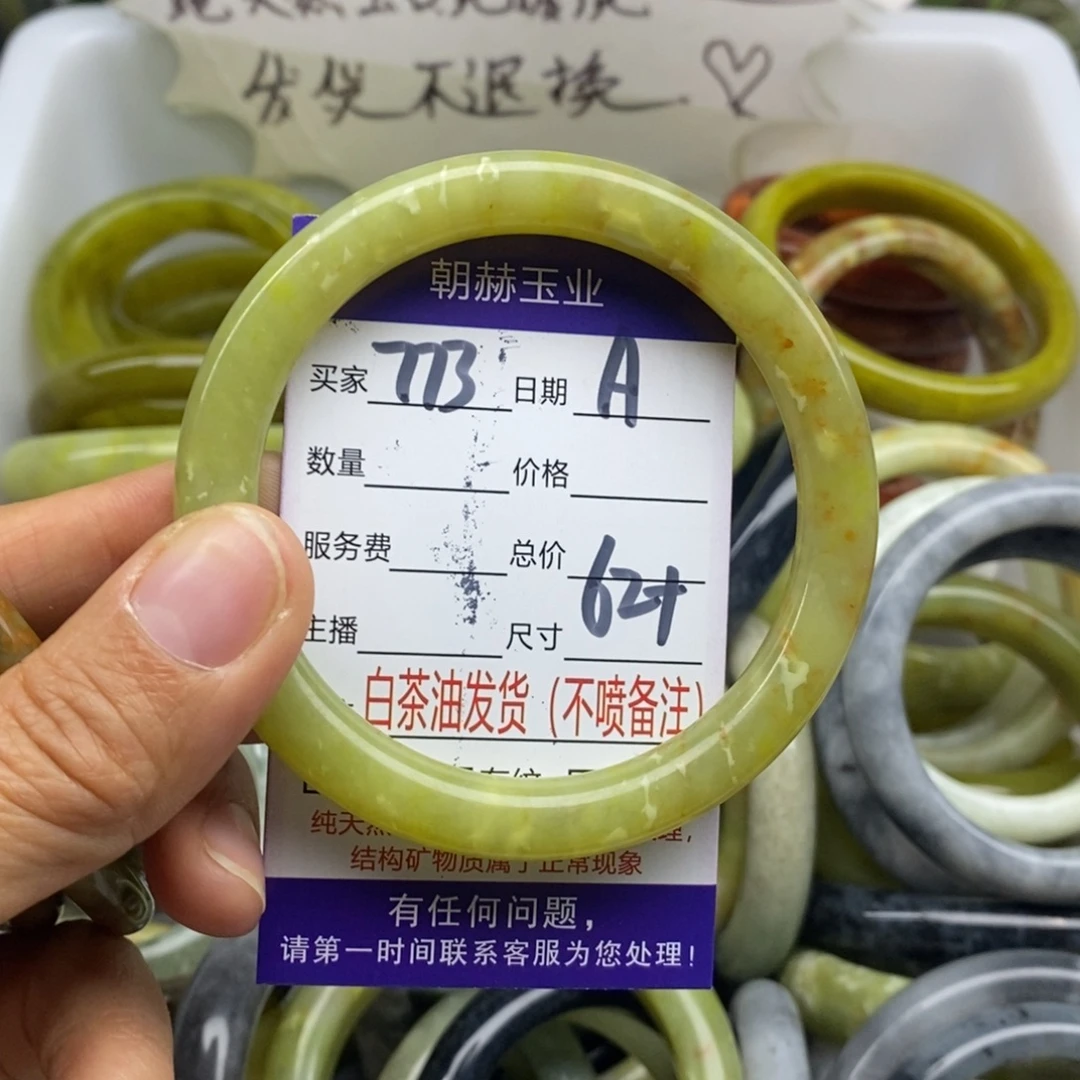 发货不退换
朝赫玉业
买家 773 日期 A
数量 价格
服务费 总价
主播 尺寸 62+
白茶油发货（不喷备注）
纯天然 理，
结构矿物质属于正常现象
有任何问题，
请第一时间联系客服为您处理！